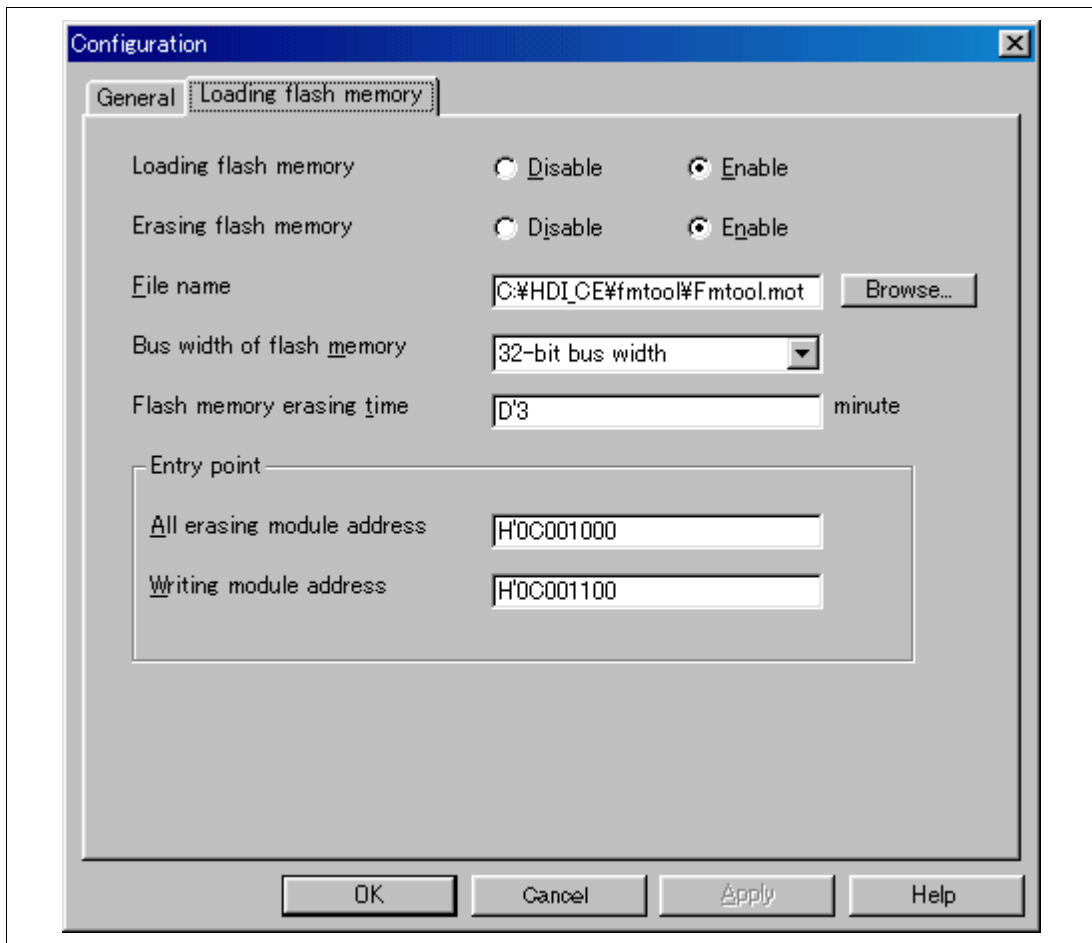 Configuration
General Loading flash memory
Loading flash memory Disable Enable
Erasing flash memory Disable Enable
File name C:¥HDI_CE¥fmtool¥Fmtool.mot Browse...
Bus width of flash memory 32-bit bus width
Flash memory erasing time D'3 minute
Entry point
All erasing module address H'0C001000
Writing module address H'0C001100
OK Cancel Apply Help